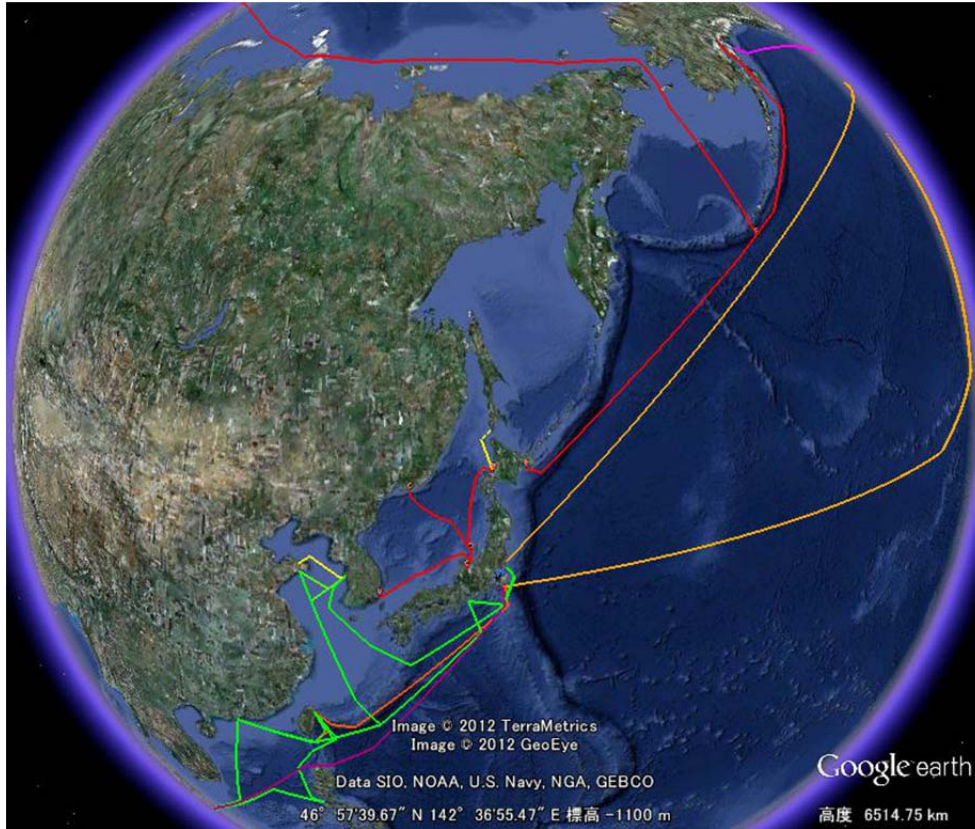 Image © 2012 TerraMetrics
Image © 2012 GeoEye
Data SIO, NOAA, U.S. Navy, NGA, GEBCO
Google earth
46° 57'39.67" N 142° 36'55.47" E 標高 -1100 m
高度 6514.75 km